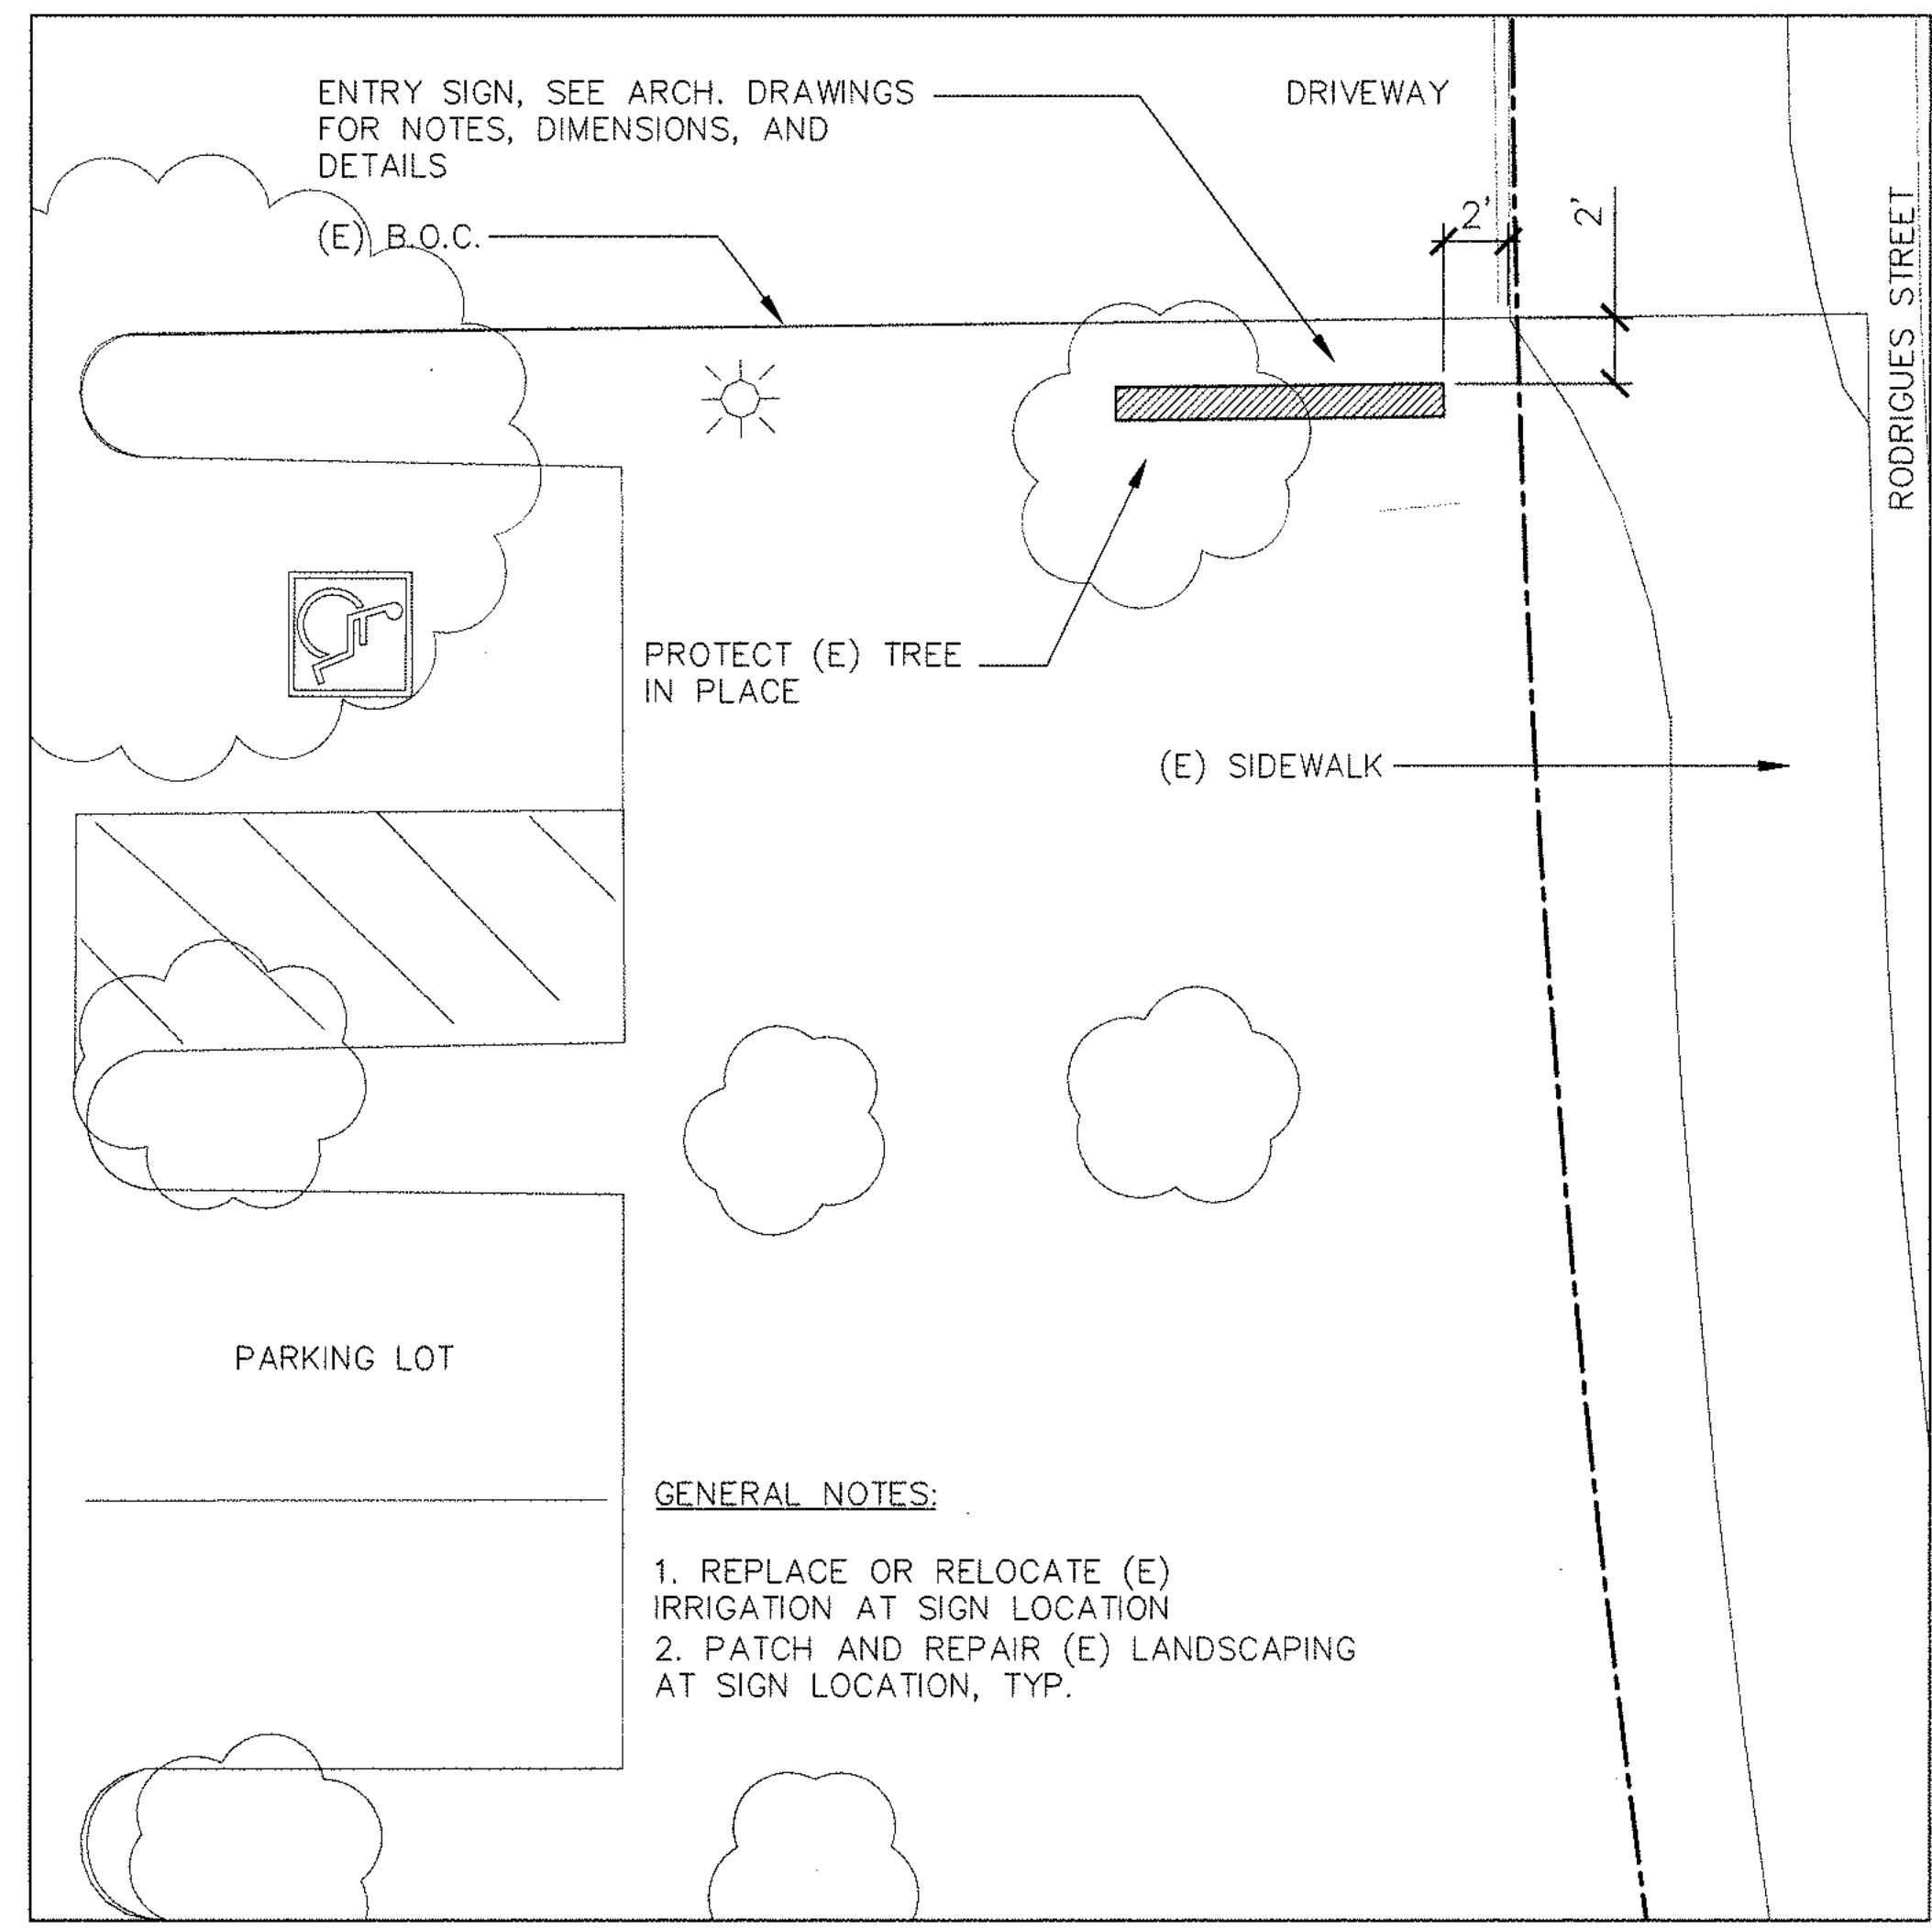 ENTRY SIGN, SEE ARCH. DRAWINGS
FOR NOTES, DIMENSIONS, AND
DETAILS
DRIVEWAY
(E) B.O.C.
2'
2'
RODRIGUES STREET
PROTECT (E) TREE
IN PLACE
(E) SIDEWALK
PARKING LOT
GENERAL NOTES:
1. REPLACE OR RELOCATE (E)
IRRIGATION AT SIGN LOCATION
2. PATCH AND REPAIR (E) LANDSCAPING
AT SIGN LOCATION, TYP.